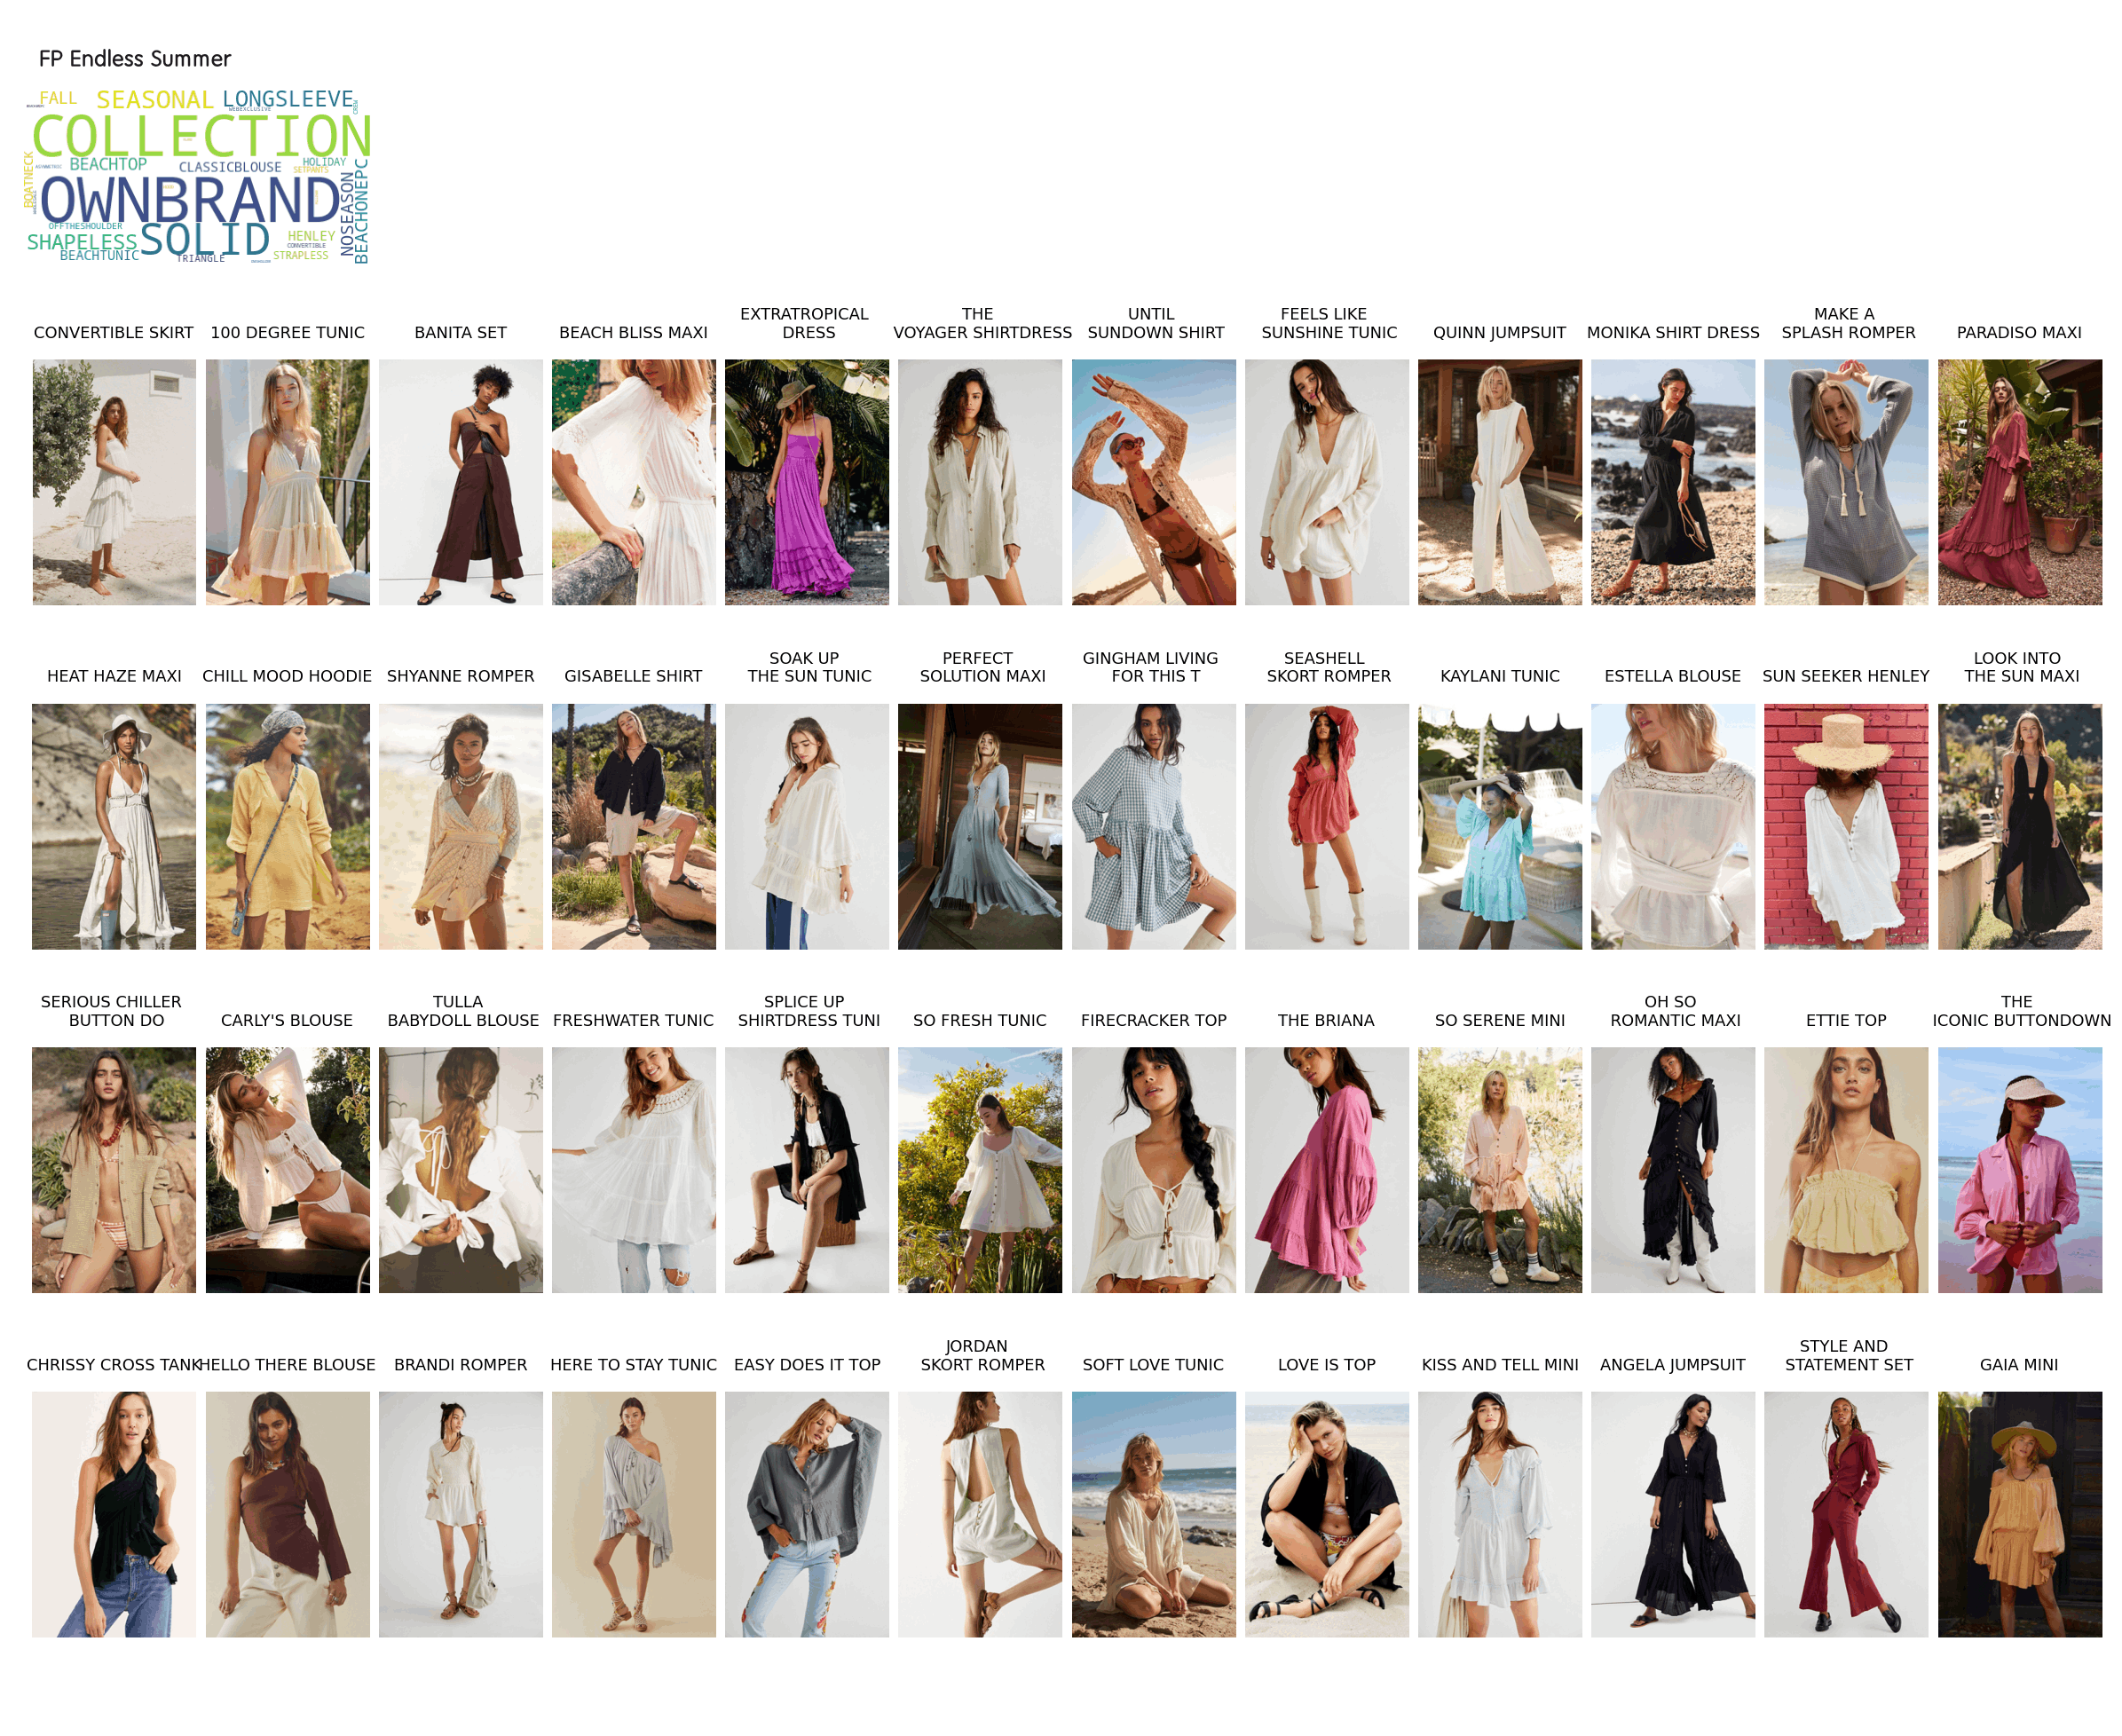 FP Endless Summer
FALL SEASONAL LONGSLEEVE
WEBEXCLUSIVE
CREW
COLLECTION
BOATNECK
BEACHTOP CLASSICBLOUSE HOLIDAY
SETPANTS
OWNBRAND
NOSEASON
BEACHONEPC
OFFTHESHOULDER
SHAPELESS SOLID HENLEY
CONVERTIBLE
BEACHTUNIC TRIANGLE STRAPLESS
CONVERTIBLE SKIRT
100 DEGREE TUNIC
BANITA SET
BEACH BLISS MAXI
EXTRATROPICAL
DRESS
THE
VOYAGER SHIRTDRESS
UNTIL
SUNDOWN SHIRT
FEELS LIKE
SUNSHINE TUNIC
QUINN JUMPSUIT
MONIKA SHIRT DRESS
MAKE A
SPLASH ROMPER
PARADISO MAXI
HEAT HAZE MAXI
CHILL MOOD HOODIE
SHYANNE ROMPER
GISABELLE SHIRT
SOAK UP
THE SUN TUNIC
PERFECT
SOLUTION MAXI
GINGHAM LIVING
FOR THIS T
SEASHELL
SKORT ROMPER
KAYLANI TUNIC
ESTELLA BLOUSE
SUN SEEKER HENLEY
LOOK INTO
THE SUN MAXI
SERIOUS CHILLER
BUTTON DO
CARLY'S BLOUSE
TULLA
BABYDOLL BLOUSE
FRESHWATER TUNIC
SPLICE UP
SHIRTDRESS TUNI
SO FRESH TUNIC
FIRECRACKER TOP
THE BRIANA
SO SERENE MINI
OH SO
ROMANTIC MAXI
ETTIE TOP
THE
ICONIC BUTTONDOWN
CHRISSY CROSS TANK
HELLO THERE BLOUSE
BRANDI ROMPER
HERE TO STAY TUNIC
EASY DOES IT TOP
JORDAN
SKORT ROMPER
SOFT LOVE TUNIC
LOVE IS TOP
KISS AND TELL MINI
ANGELA JUMPSUIT
STYLE AND
STATEMENT SET
GAIA MINI